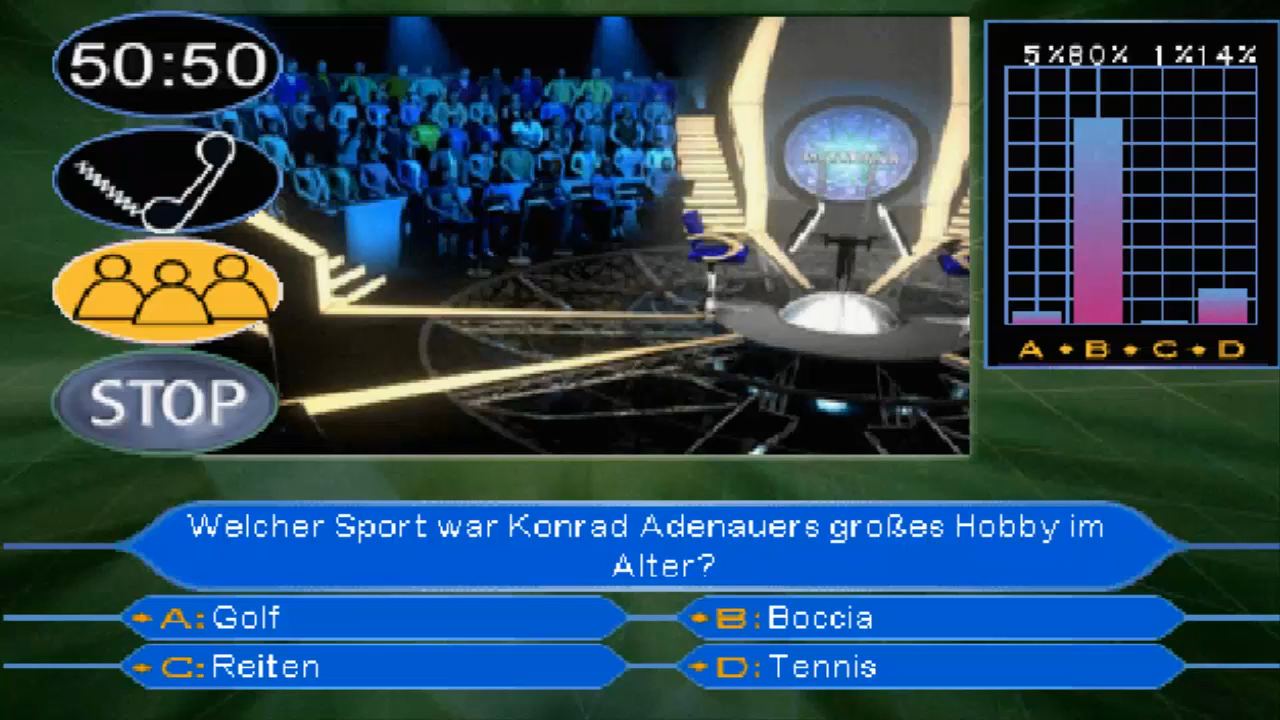 50:50
5%80% 1%14%
STOP
A B C D
Welcher Sport war Konrad Adenauers großes Hobby im
Alter?
A: Golf
B: Boccia
C: Reiten
D: Tennis